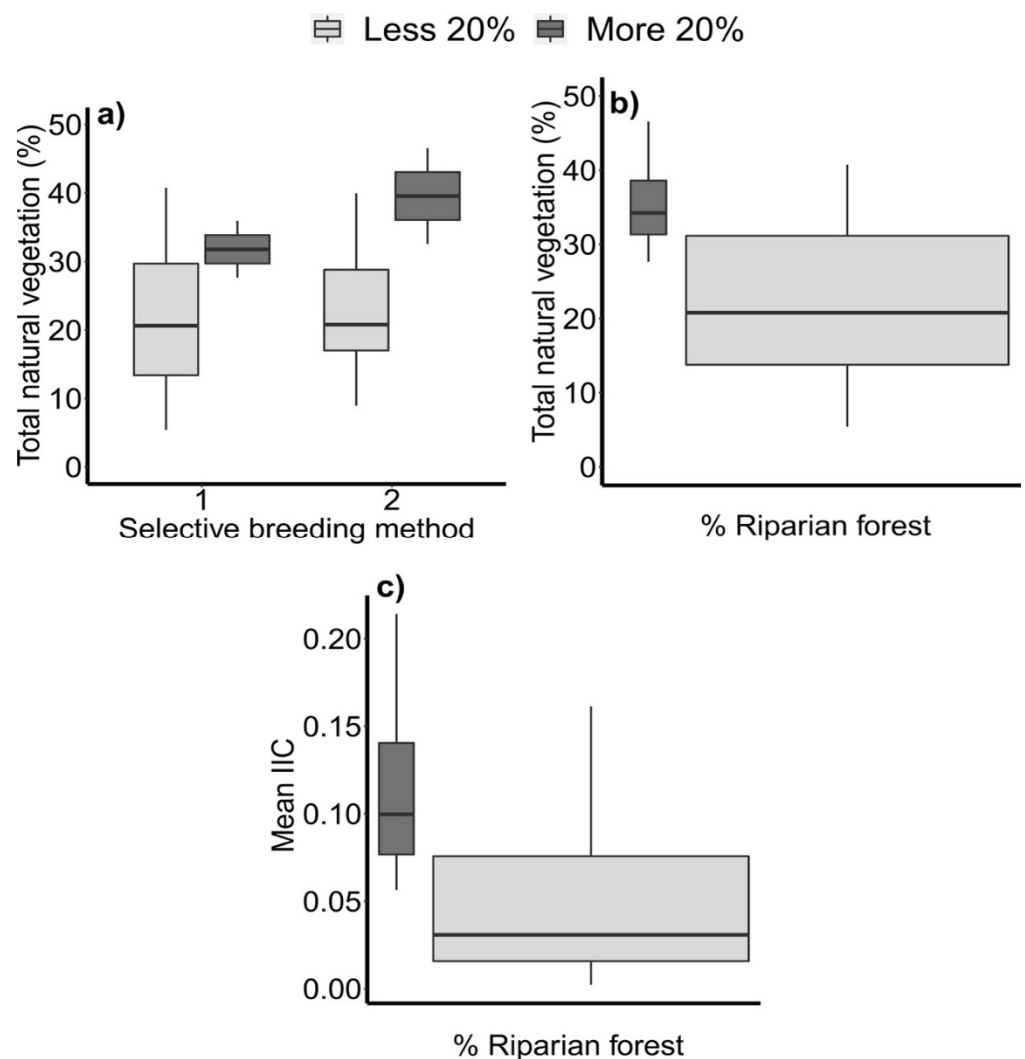 Less 20% More 20%
a)
Total natural vegetation (%)
50
40
30
20
10
0
1 2
Selective breeding method
b)
Total natural vegetation (%)
50
40
30
20
10
0
% Riparian forest
c)
Mean IIC
0.20
0.15
0.10
0.05
0.00
% Riparian forest